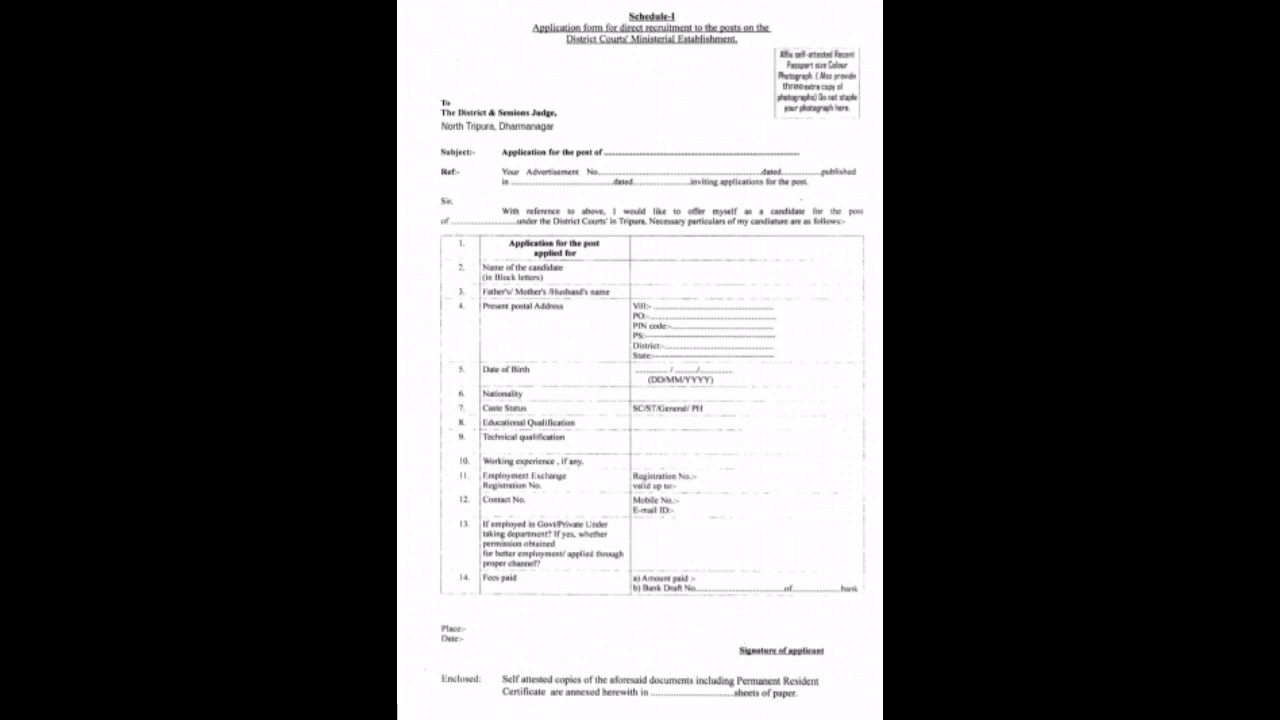 Schedule-I
Application form for direct recruitment to the posts on the
District Courts' Ministerial Establishment.
Affix self-attested Recent
Passport size Colour
Photograph. ( Also provide
three extra copy of
photographs) Do not staple
your photograph here.
To
The District & Sessions Judge,
North Tripura, Dharmanagar
Subject:- Application for the post of ................................................
Ref:- Your Advertisement No................................................dated................published
in ................................dated....................inviting applications for the post.
Sir,
With reference to above, I would like to offer myself as a candidate for the post
of ......................under the District Courts' in Tripura. Necessary particulars of my candiature are as follows:-
1. Application for the post
applied for
2. Name of the candidate
(in Block letters)
3. Father's/ Mother's /Husband's name
4. Present postal Address Vill:- ................................
PO:-................................
PIN code:-................................
PS:-................................
District:-................................
State:-................................
5. Date of Birth ........../......../..........
(DD/MM/YYYY)
6. Nationality
7. Caste Status SC/ST/General/ PH
8. Educational Qualification
9. Technical qualification
10. Working experience , if any.
11. Employment Exchange Registration No.:-
Registration No. valid up to:-
12. Contact No. Mobile No.:-
E-mail ID:-
13. If employed in Govt/Private Under
taking department? If yes, whether
permission obtained
for better employment/ applied through
proper channel?
14. Fees paid a) Amount paid :-
b) Bank Draft No........................of................bank
Place:-
Date:-
Signature of applicant
Enclosed: Self attested copies of the aforesaid documents including Permanent Resident
Certificate are annexed herewith in ........................sheets of paper.